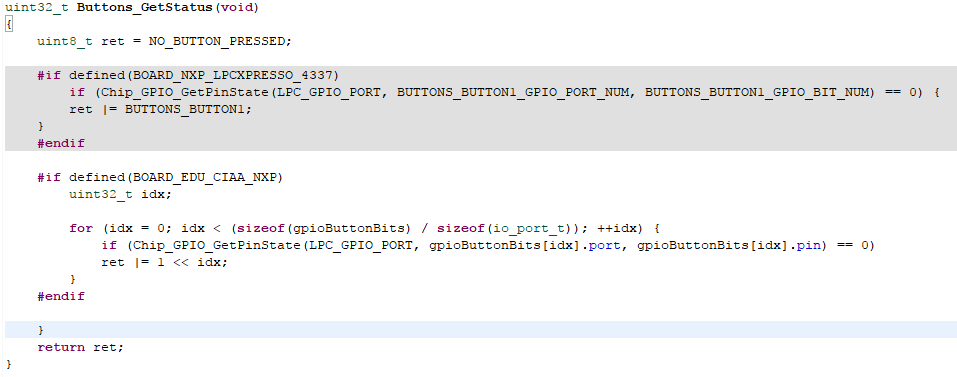 uint32_t Buttons_GetStatus(void)
{
    uint8_t ret = NO_BUTTON_PRESSED;
    #if defined(BOARD_NXP_LPCXPRESSO_4337)
        if (Chip_GPIO_GetPinState(LPC_GPIO_PORT, BUTTONS_BUTTON1_GPIO_PORT_NUM, BUTTONS_BUTTON1_GPIO_BIT_NUM) == 0) {
        ret |= BUTTONS_BUTTON1;
    }
    #endif
    #if defined(BOARD_EDU_CIAA_NXP)
        uint32_t idx;
        for (idx = 0; idx < (sizeof(gpioButtonBits) / sizeof(io_port_t)); ++idx) {
            if (Chip_GPIO_GetPinState(LPC_GPIO_PORT, gpioButtonBits[idx].port, gpioButtonBits[idx].pin) == 0)
            ret |= 1 << idx;
        }
    #endif
    }
    return ret;
}